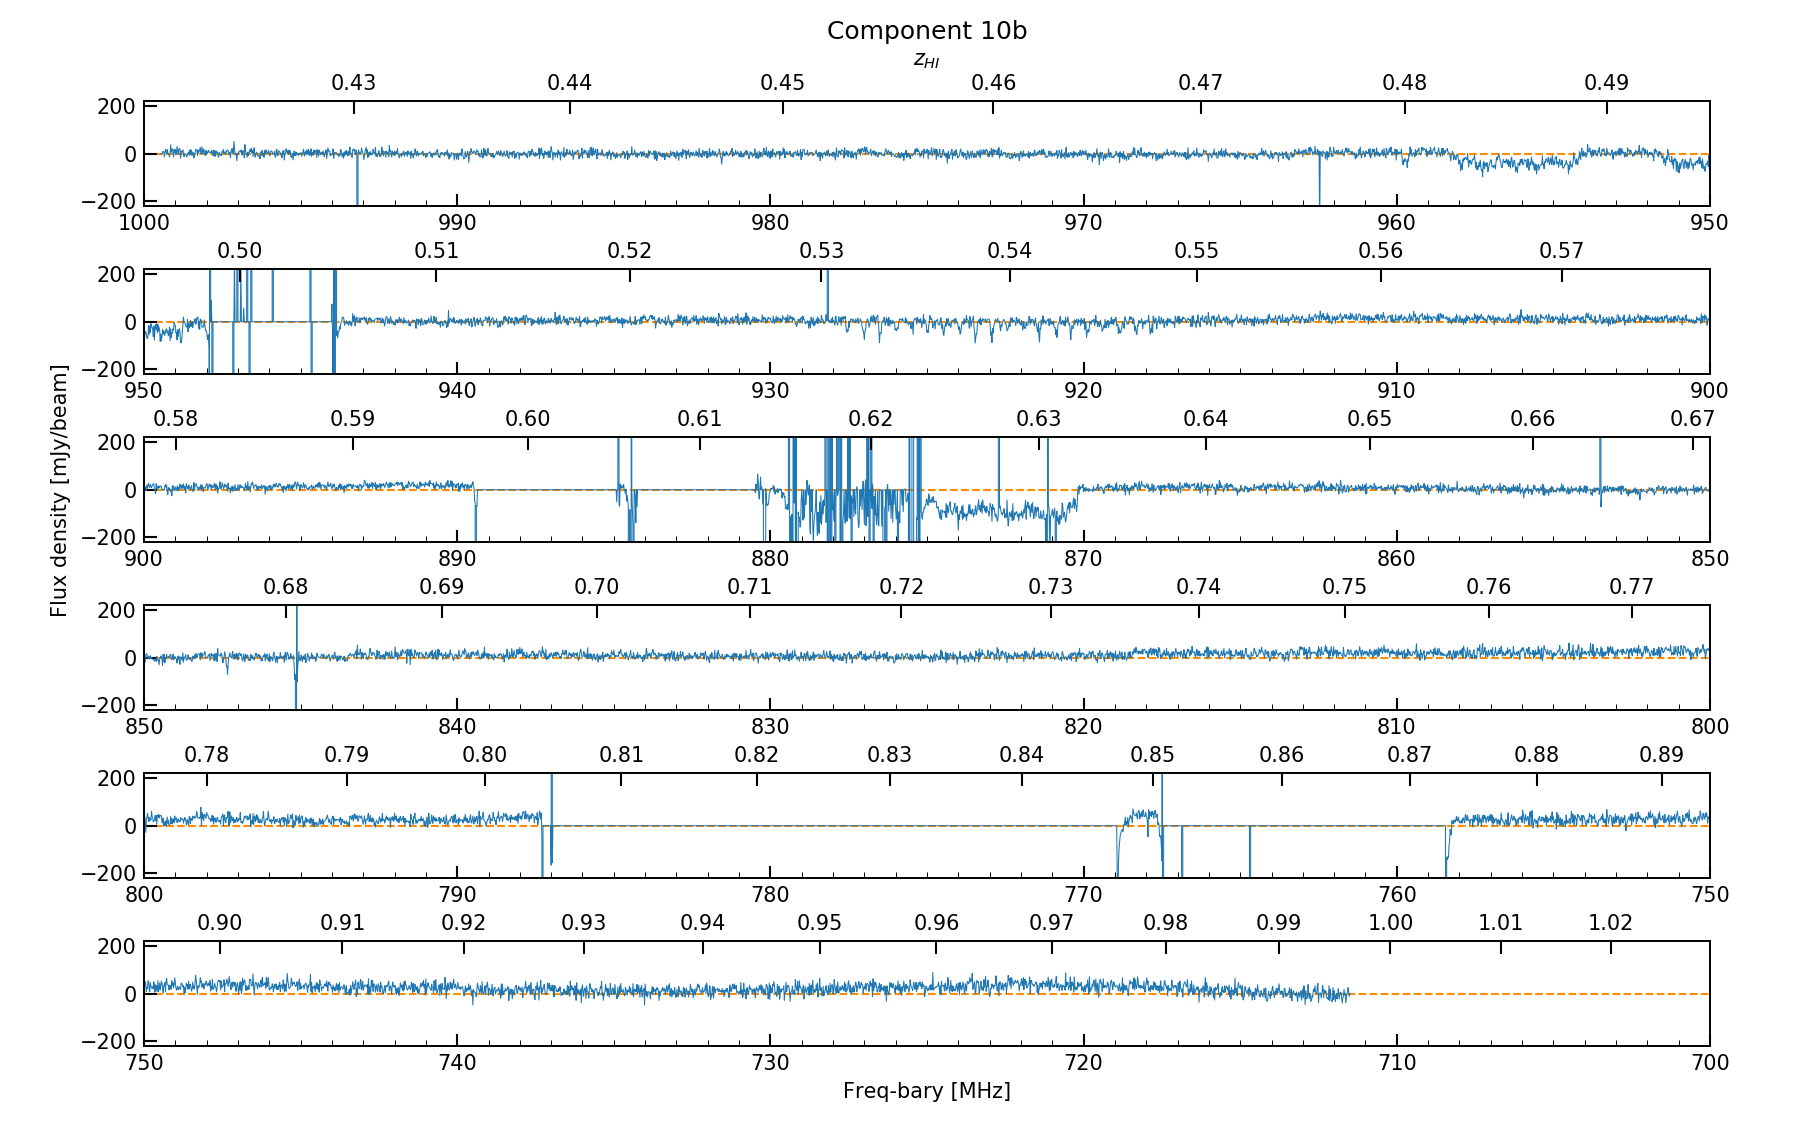 Component 10b
z_HI
0.43 0.44 0.45 0.46 0.47 0.48 0.49
200
0
−200
1000 990 980 970 960 950
0.50 0.51 0.52 0.53 0.54 0.55 0.56 0.57
200
0
−200
950 940 930 920 910 900
0.58 0.59 0.60 0.61 0.62 0.63 0.64 0.65 0.66 0.67
200
0
−200
900 890 880 870 860 850
Flux density [mJy/beam]
0.68 0.69 0.70 0.71 0.72 0.73 0.74 0.75 0.76 0.77
200
0
−200
850 840 830 820 810 800
0.78 0.79 0.80 0.81 0.82 0.83 0.84 0.85 0.86 0.87 0.88 0.89
200
0
−200
800 790 780 770 760 750
0.90 0.91 0.92 0.93 0.94 0.95 0.96 0.97 0.98 0.99 1.00 1.01 1.02
200
0
−200
750 740 730 720 710 700
Freq-bary [MHz]